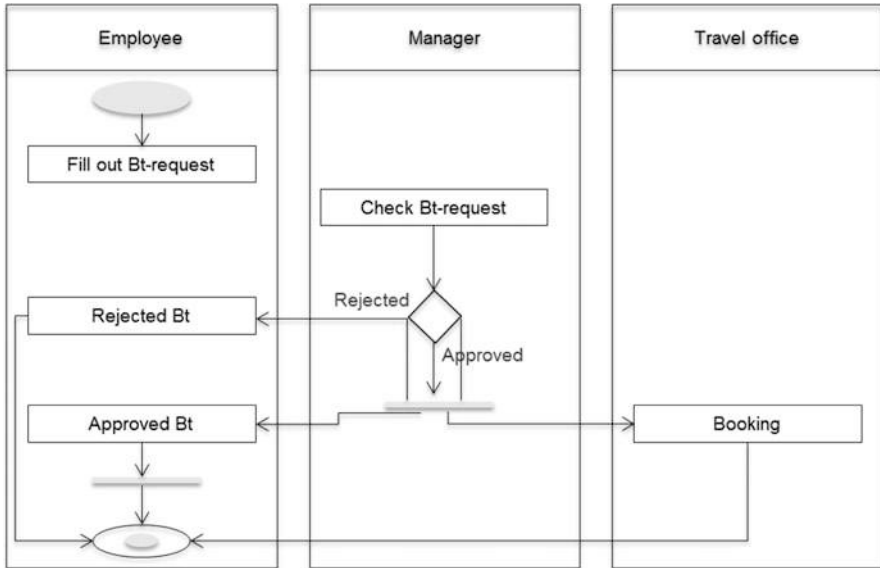 Employee
Manager
Travel office
Fill out Bt-request
Check Bt-request
Rejected
Rejected Bt
Approved
Approved Bt
Booking